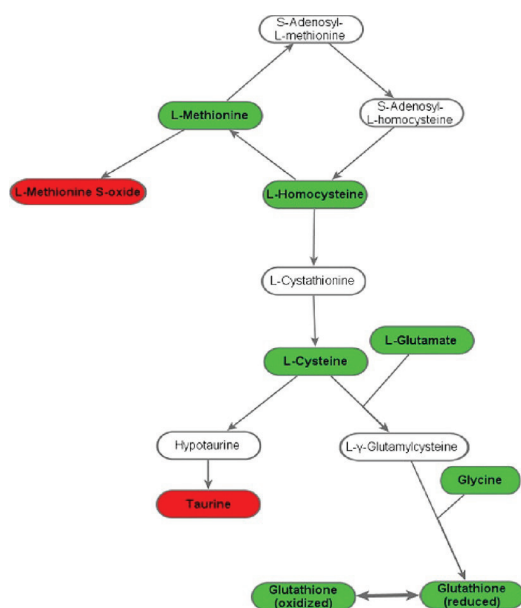 S-Adenosyl-
L-methionine
L-Methionine
S-Adenosyl-
L-homocysteine
L-Methionine S-oxide
L-Homocysteine
L-Cystathionine
L-Glutamate
L-Cysteine
Hypotaurine
L-γ-Glutamylcysteine
Glycine
Taurine
Glutathione
(oxidized)
Glutathione
(reduced)